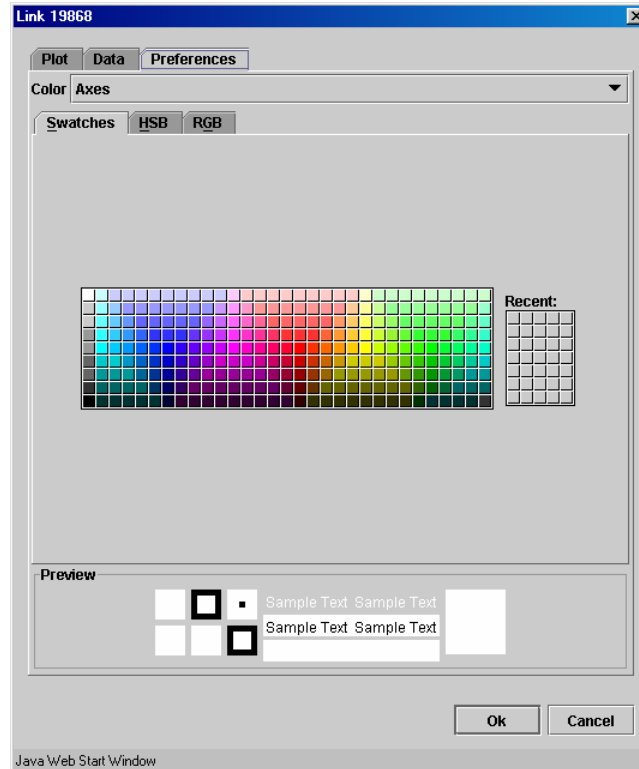 Link 19868
Plot Data Preferences
Color Axes
Swatches HSB RGB
Recent:
Preview
Sample Text Sample Text
Sample Text Sample Text
Ok Cancel
Java Web Start Window